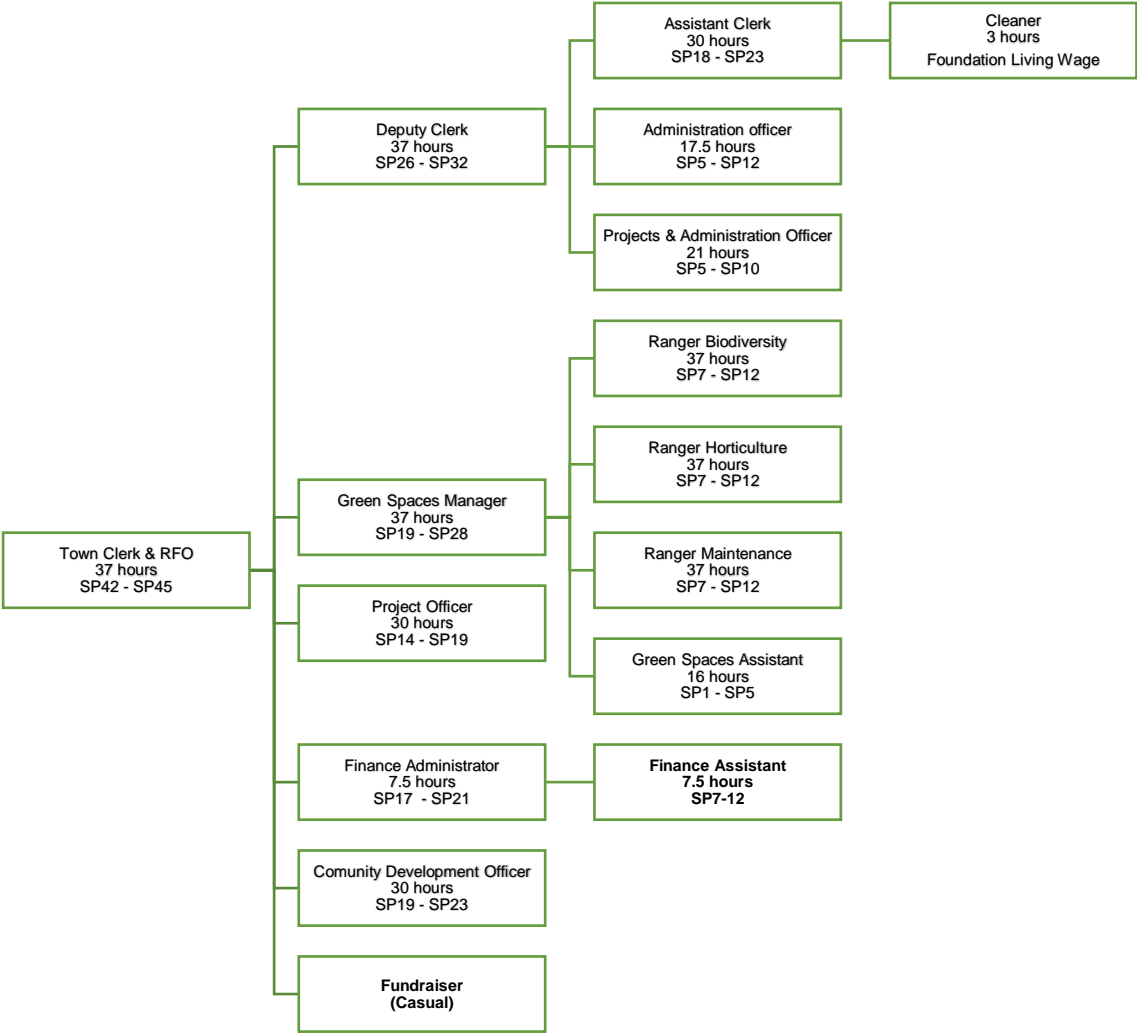 Assistant Clerk
30 hours
SP18 - SP23
Cleaner
3 hours
Foundation Living Wage
Deputy Clerk
37 hours
SP26 - SP32
Administration officer
17.5 hours
SP5 - SP12
Projects & Administration Officer
21 hours
SP5 - SP10
Ranger Biodiversity
37 hours
SP7 - SP12
Ranger Horticulture
37 hours
SP7 - SP12
Green Spaces Manager
37 hours
SP19 - SP28
Town Clerk & RFO
37 hours
SP42 - SP45
Ranger Maintenance
37 hours
SP7 - SP12
Project Officer
30 hours
SP14 - SP19
Green Spaces Assistant
16 hours
SP1 - SP5
Finance Administrator
7.5 hours
SP17  - SP21
Finance Assistant
7.5 hours
SP7-12
Comunity Development Officer
30 hours
SP19 - SP23
Fundraiser
(Casual)